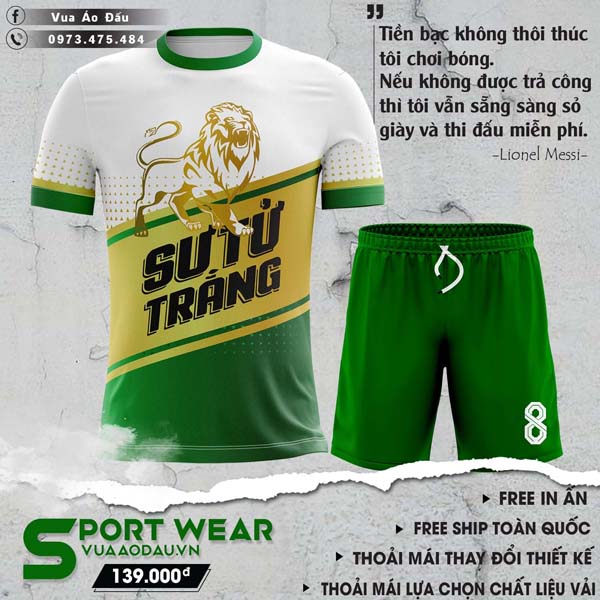 Vua Áo Đấu
0973.475.484
"
Tiền bạc không thôi thúc
tôi chơi bóng.
Nếu không được trả công
thì tôi vẫn sẵng sàng sỏ
giày và thi đấu miễn phí.
-Lionel Messi-
SƯ TỬ
TRẮNG
8
SPORT WEAR
VUAAODAU.VN
139.000đ
FREE IN ẤN
FREE SHIP TOÀN QUỐC
THOẢI MÁI THAY ĐỔI THIẾT KẾ
THOẢI MÁI LỰA CHỌN CHẤT LIỆU VẢI